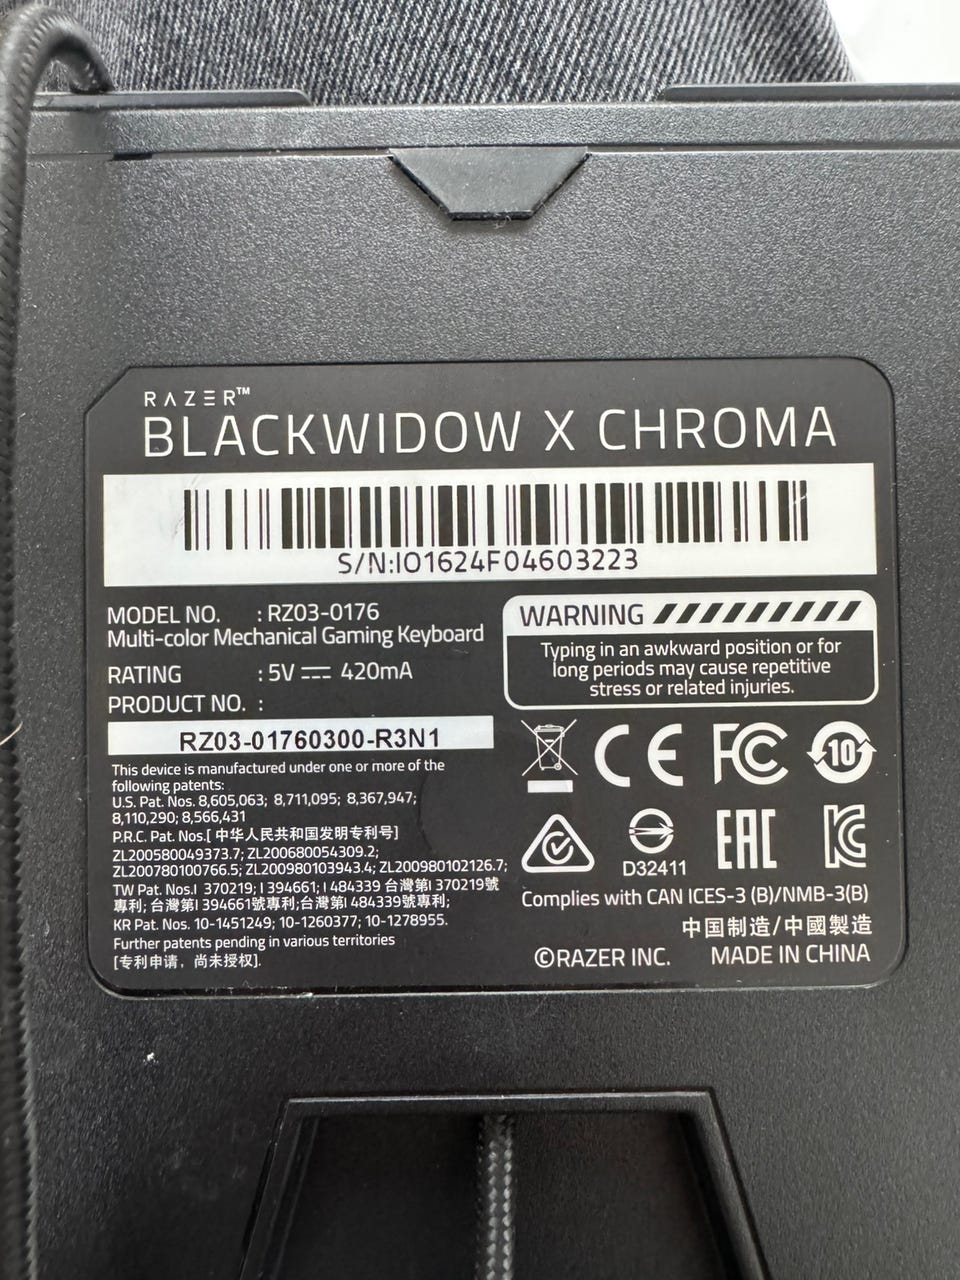 RAZER™
BLACKWIDOW X CHROMA
S/N:IO1624F04603223
MODEL NO. : RZ03-0176
Multi-color Mechanical Gaming Keyboard
RATING : 5V ⎓ 420mA
PRODUCT NO. :
RZ03-01760300-R3N1
This device is manufactured under one or more of the
following patents:
U.S. Pat. Nos. 8,605,063; 8,711,095; 8,367,947;
8,110,290; 8,566,431
P.R.C. Pat. Nos.[ 中华人民共和国发明专利号]
ZL200580049373.7; ZL200680054309.2;
ZL200780100766.5; ZL200980103943.4; ZL200980102126.7;
TW Pat. Nos.I 370219; I 394661; I 484339 台灣第I 370219號
專利; 台灣第I 394661號專利;台灣第I 484339號專利;
KR Pat. Nos. 10-1451249; 10-1260377; 10-1278955.
Further patents pending in various territories
[专利申请，尚未授权].
WARNING
Typing in an awkward position or for
long periods may cause repetitive
stress or related injuries.
CE FC 10
D32411 EAC KC
Complies with CAN ICES-3 (B)/NMB-3(B)
中国制造/中國製造
©RAZER INC. MADE IN CHINA